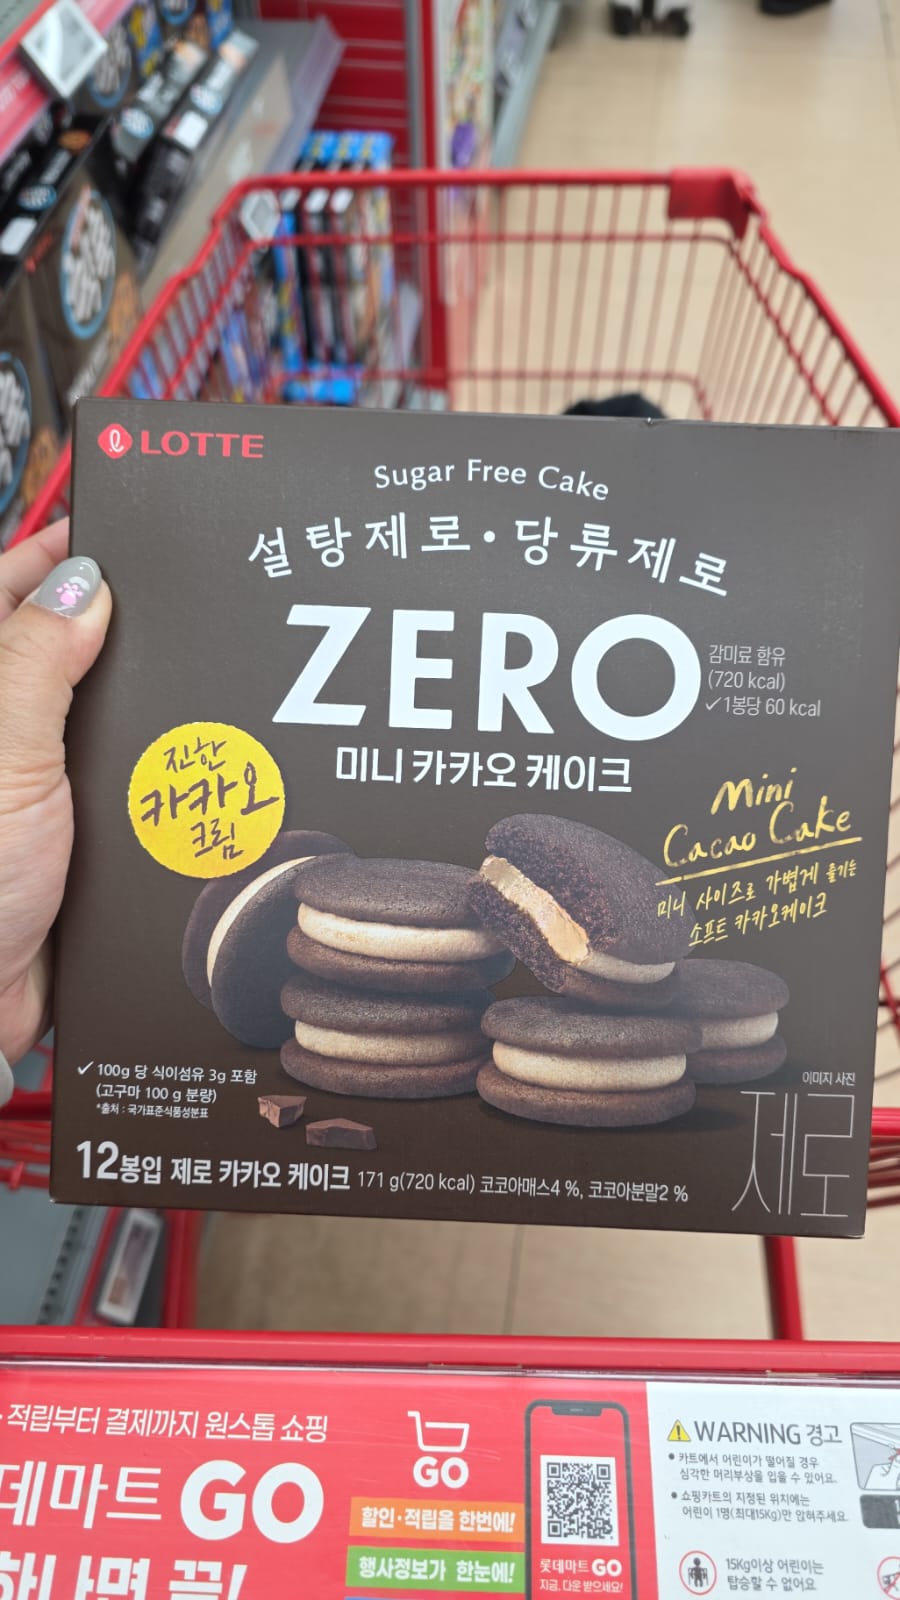 LOTTE
Sugar Free Cake
설탕제로·당류제로
ZERO
감미료 함유
(720 kcal)
✓1봉당 60 kcal
미니 카카오 케이크
진한
카카오
크림
Mini
Cacao Cake
미니 사이즈로 가볍게 즐기는
소프트 카카오케이크
✓ 100g 당 식이섬유 3g 포함
(고구마 100 g 분량)
*출처 : 국가표준식품성분표
이미지 사진
제로
12봉입 제로 카카오 케이크 171 g(720 kcal) 코코아매스4 %, 코코아분말2 %
적립부터 결제까지 원스톱 쇼핑
데마트 GO
하나면 끝!
GO
할인·적립을 한번에!
행사정보가 한눈에!
롯데마트 GO
지금, 다운 받으세요!
WARNING 경고
• 카트에서 어린이가 떨어질 경우
심각한 머리부상을 입을 수 있어요.
• 쇼핑카트의 지정된 위치에는
어린이 1명(최대15Kg)만 앉혀주세요.
15Kg이상 어린이는
탑승할 수 없어요